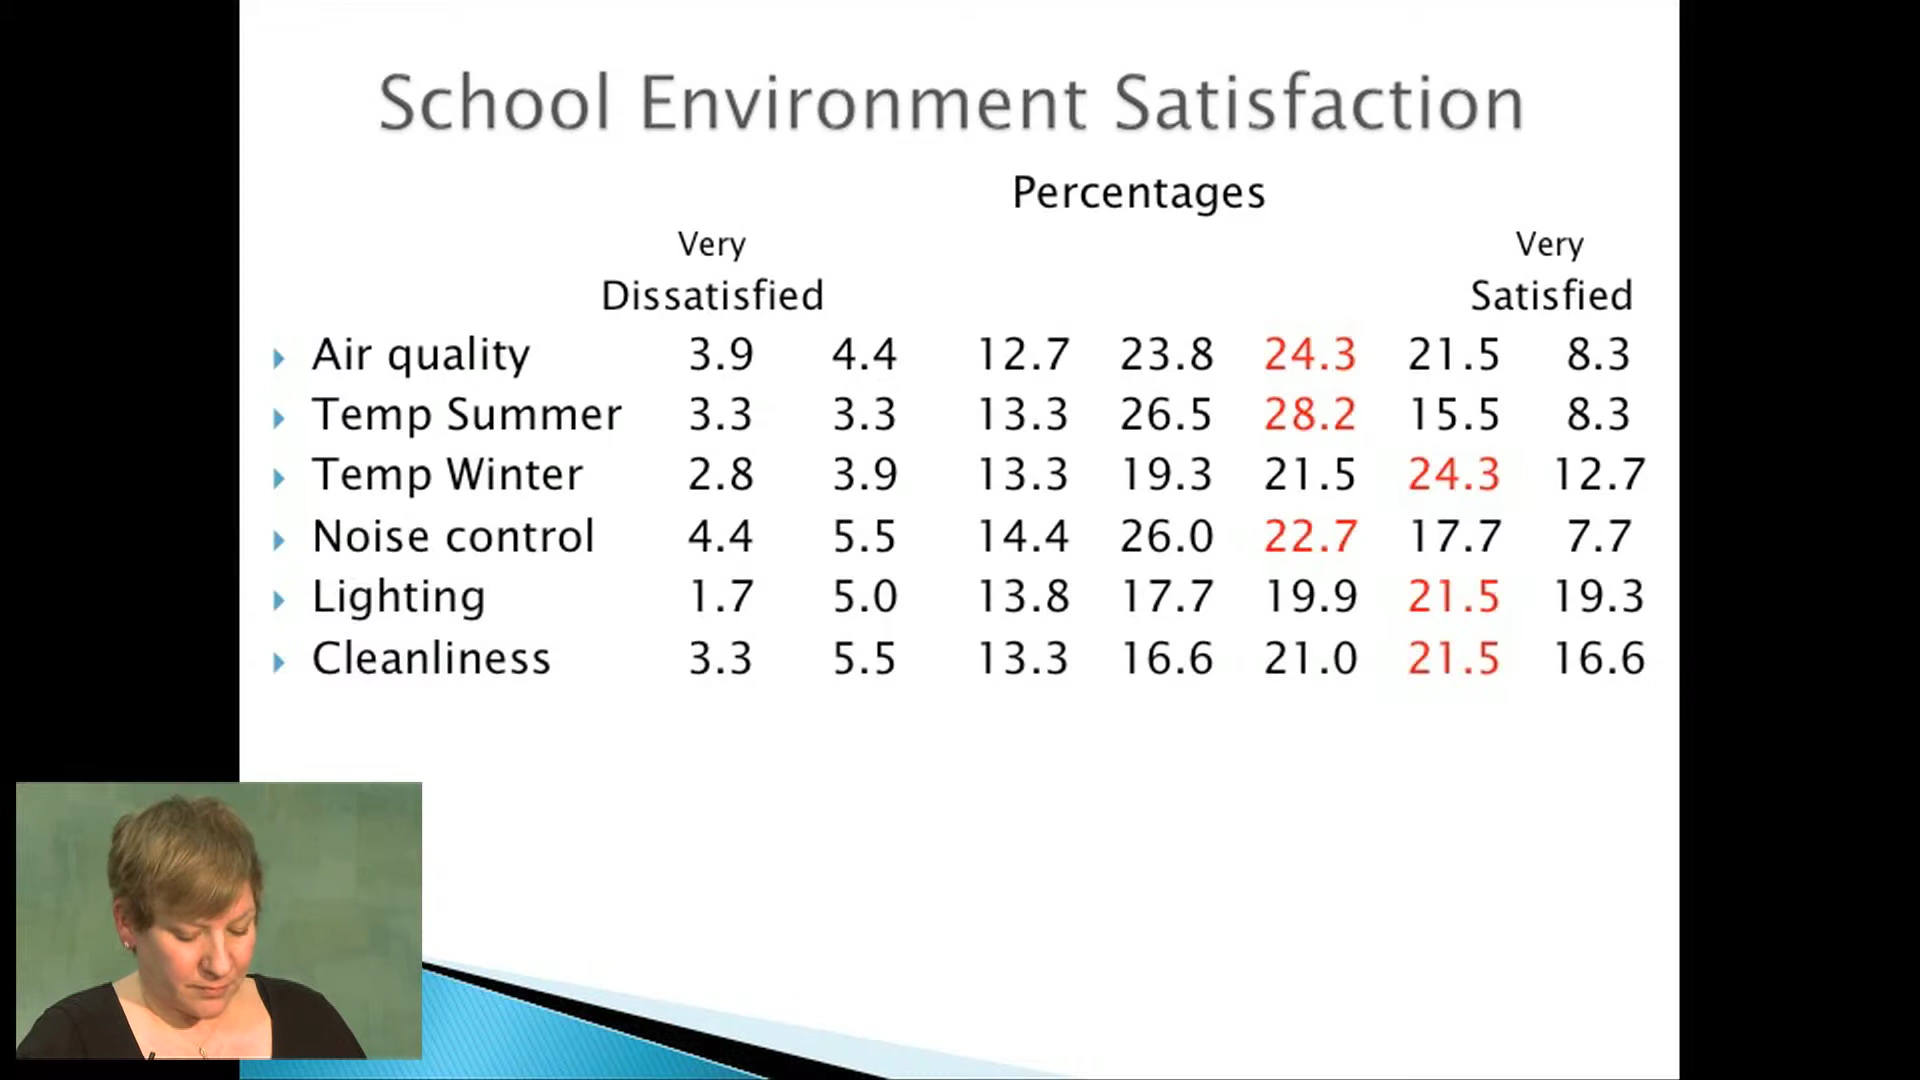 School Environment Satisfaction
Percentages
Very Very
Dissatisfied Satisfied
Air quality 3.9 4.4 12.7 23.8 24.3 21.5 8.3
Temp Summer 3.3 3.3 13.3 26.5 28.2 15.5 8.3
Temp Winter 2.8 3.9 13.3 19.3 21.5 24.3 12.7
Noise control 4.4 5.5 14.4 26.0 22.7 17.7 7.7
Lighting 1.7 5.0 13.8 17.7 19.9 21.5 19.3
Cleanliness 3.3 5.5 13.3 16.6 21.0 21.5 16.6